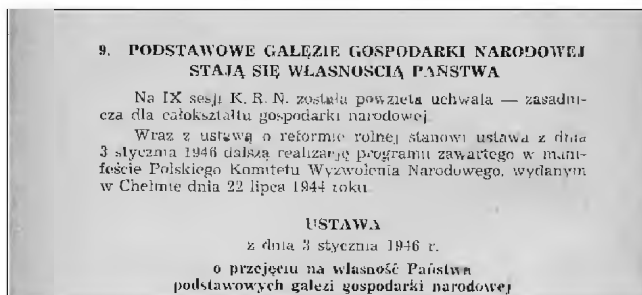 9. PODSTAWOWE GAŁĘZIE GOSPODARKI NARODOWEJ
STAJĄ SIĘ WŁASNOŚCIĄ PAŃSTWA
Na IX sesji K. R. N. została powzięta uchwała — zasadni-
cza dla całokształtu gospodarki narodowej.
Wraz z ustawą o reformie rolnej stanowi ustawa z dnia
3 stycznia 1946 dalszą realizację programu zawartego w mani-
feście Polskiego Komitetu Wyzwolenia Narodowego, wydanym
w Chełmie dnia 22 lipca 1944 roku.
USTAWA
z dnia 3 stycznia 1946 r.
o przejęciu na własność Państwa
podstawowych gałęzi gospodarki narodowej